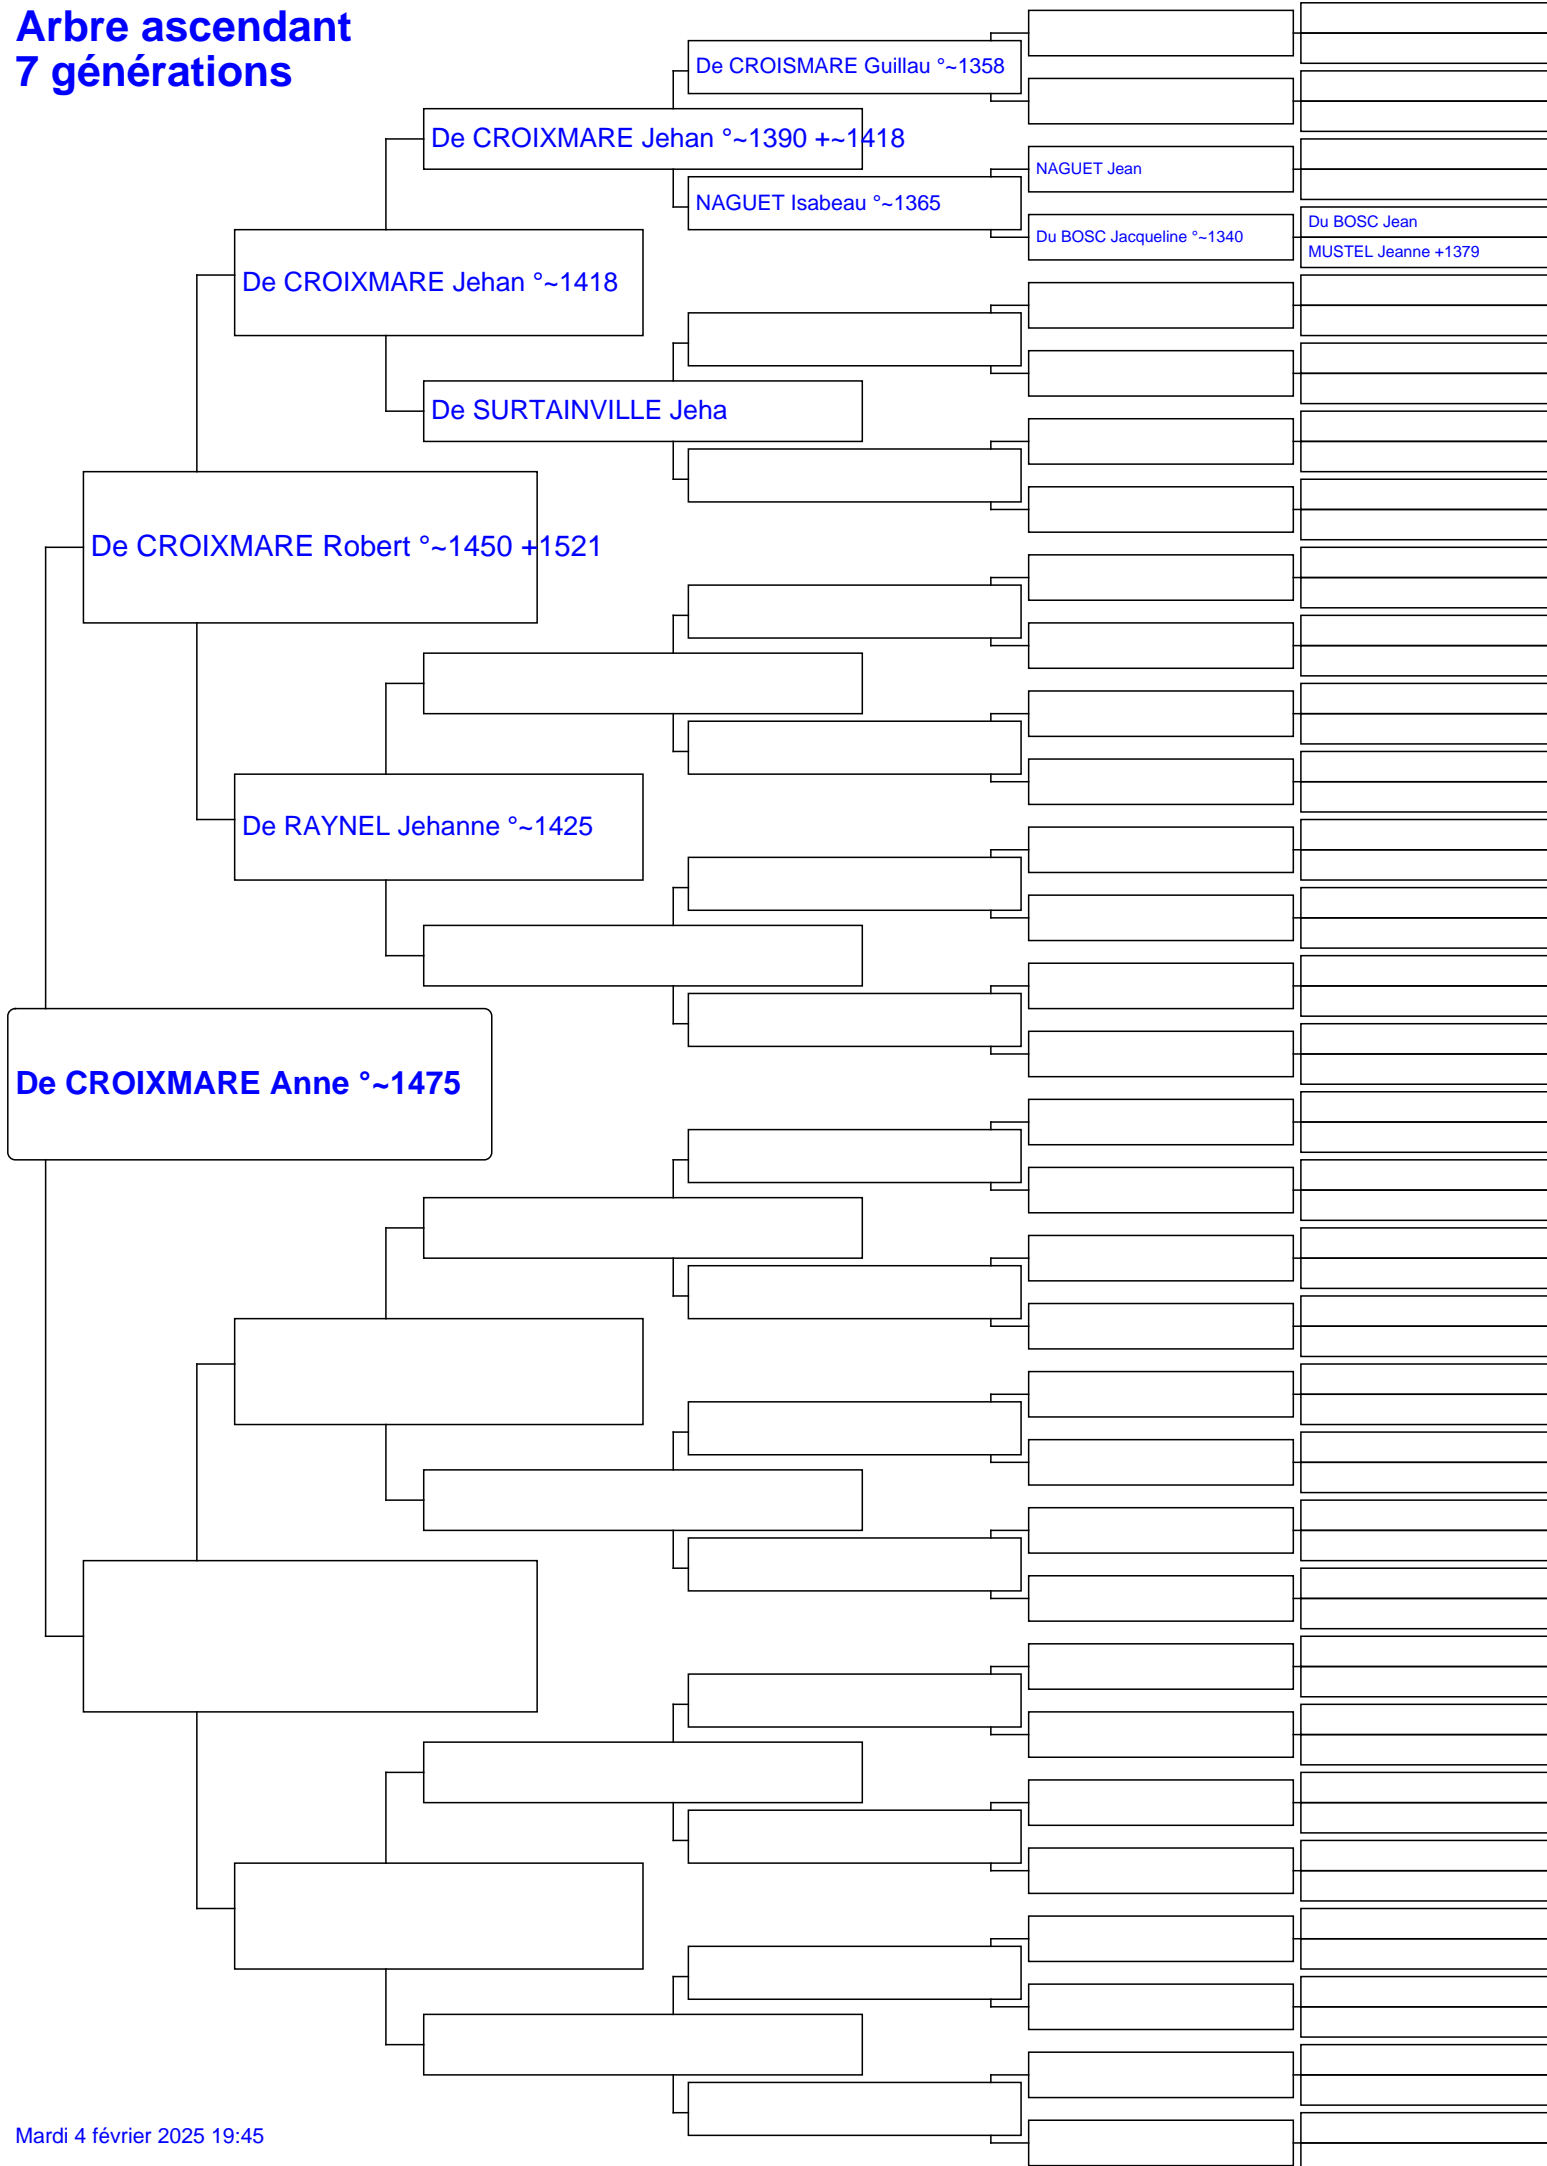 Arbre ascendant
7 générations
De CROISMARE Guillau °~1358
De CROIXMARE Jehan °~1390 +~1418
NAGUET Jean
NAGUET Isabeau °~1365
Du BOSC Jean
Du BOSC Jacqueline °~1340
MUSTEL Jeanne +1379
De CROIXMARE Jehan °~1418
De SURTAINVILLE Jeha
De CROIXMARE Robert °~1450 +1521
De RAYNEL Jehanne °~1425
De CROIXMARE Anne °~1475
Mardi 4 février 2025 19:45